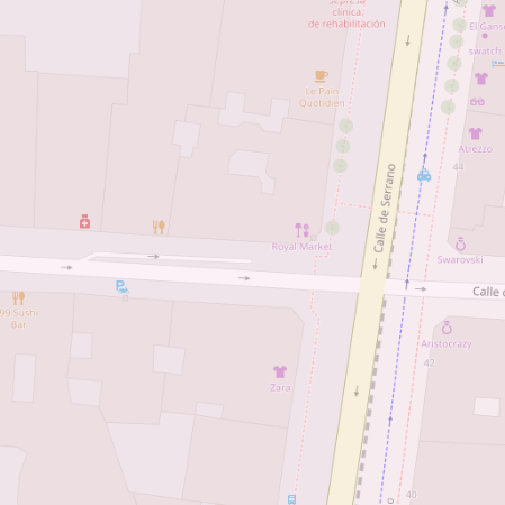 clínica,
de rehabilitación
El Ganso
swatch
Le Pain
Quotidien
Atrezzo
44
Calle de Serrano
Royal Market
Swarovski
Calle
99 Sushi
Bar
Aristocrazy
42
Zara
40